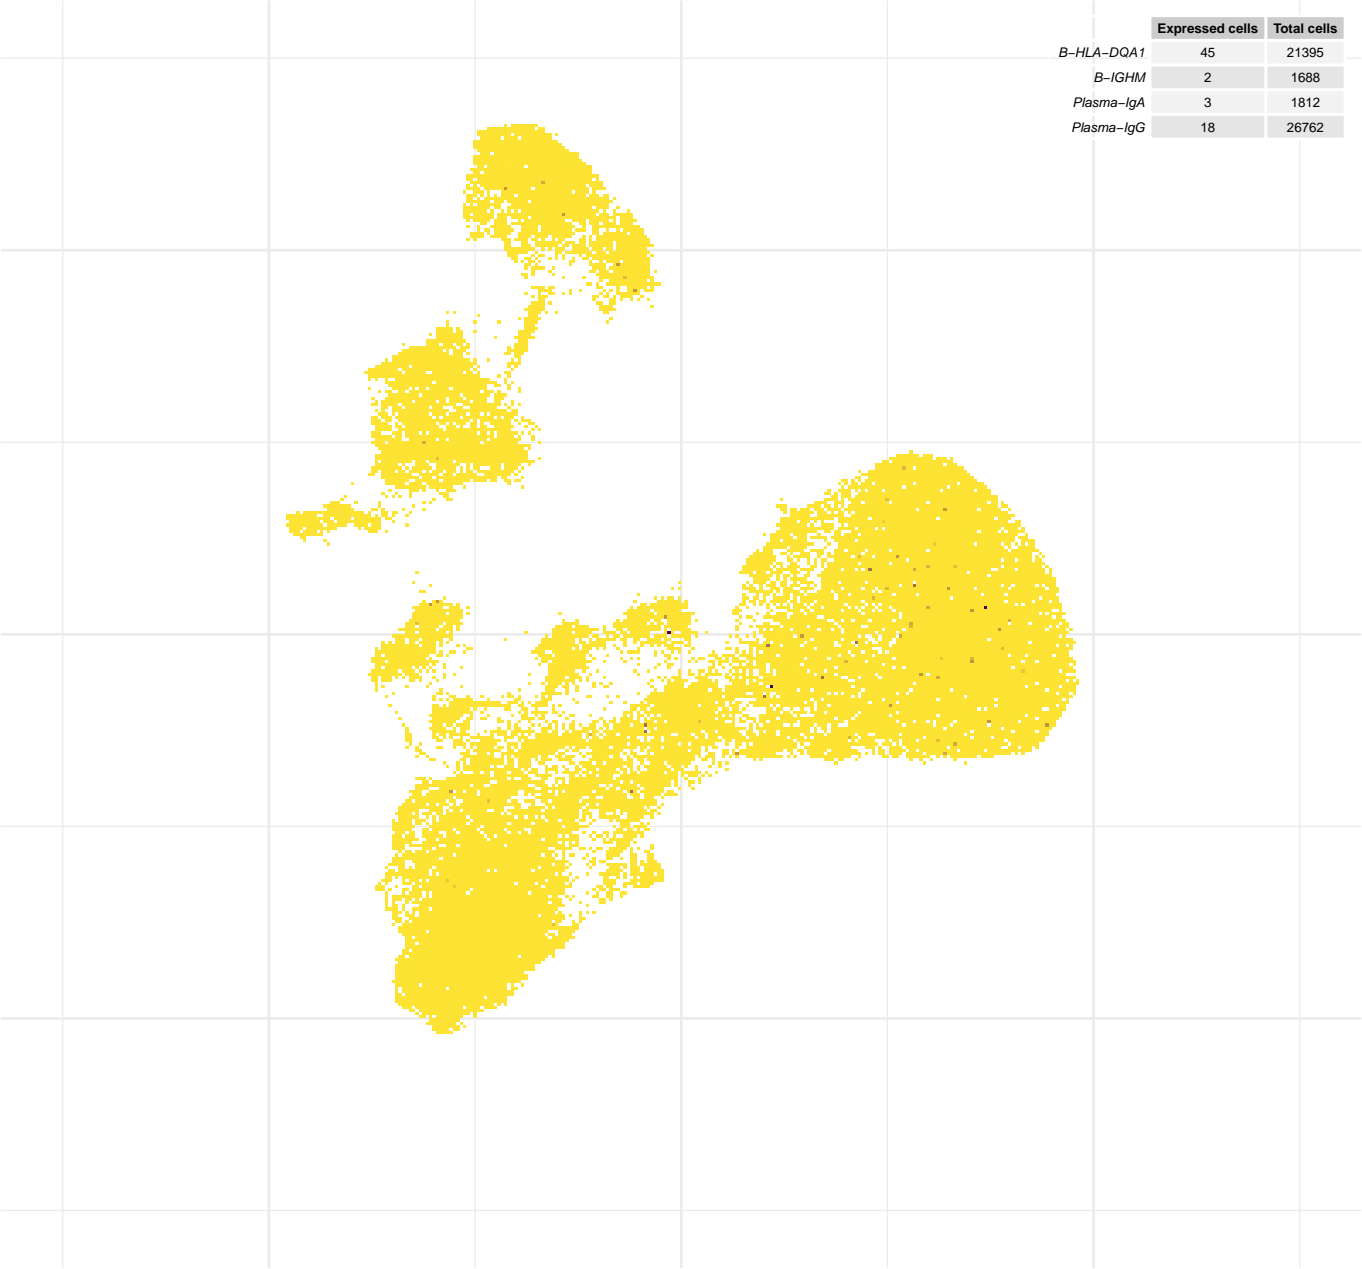 Expressed cells Total cells
B−HLA−DQA1 45 21395
B−IGHM 2 1688
Plasma−IgA 3 1812
Plasma−IgG 18 26762